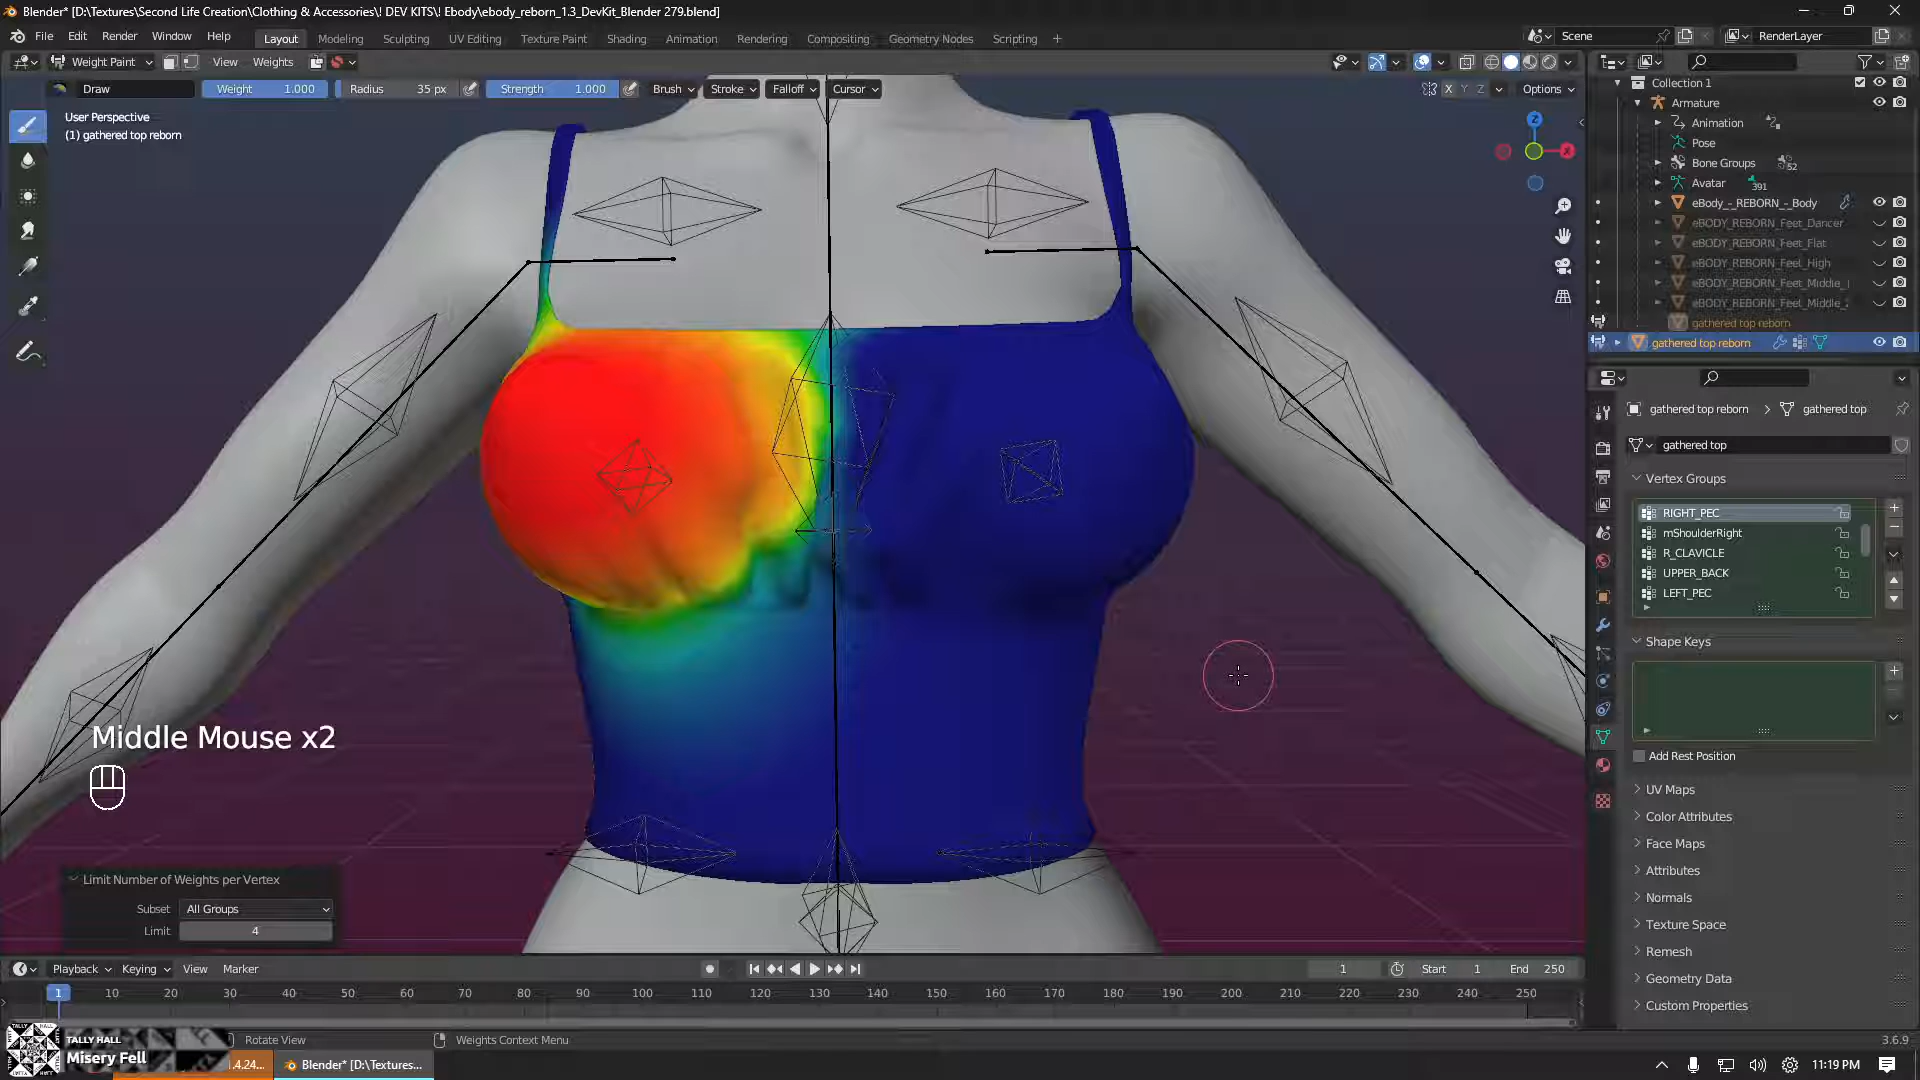 Blender* [D:\Textures\Second Life Creation\Clothing & Accessories\! DEV KITS\! Ebody\ebody_reborn_1.3_DevKit_Blender 279.blend]
File Edit Render Window Help
Layout Modeling Sculpting UV Editing Texture Paint Shading Animation Rendering Compositing Geometry Nodes Scripting +
Scene RenderLayer
Weight Paint View Weights
Draw Weight 1.000 Radius 35 px Strength 1.000 Brush Stroke Falloff Cursor X Y Z Options
User Perspective
(1) gathered top reborn
Z
X
Collection 1
Armature
Animation
Pose
Bone Groups 52
Avatar 391
eBody_-_REBORN_-_Body
eBODY_REBORN_Feet_Dancer
eBODY_REBORN_Feet_Flat
eBODY_REBORN_Feel_High
eBODY_REBORN_Feet_Middle_
eBODY_REBORN_Feel_Middle_
gathered top reborn
gathered top reborn
gathered top reborn > gathered top
gathered top
Vertex Groups
RIGHT_PEC
mShoulderRight
R_CLAVICLE
UPPER_BACK
LEFT_PEC
Shape Keys
Add Rest Position
UV Maps
Color Attributes
Face Maps
Attributes
Normals
Texture Space
Remesh
Geometry Data
Custom Properties
Middle Mouse x2
Limit Number of Weights per Vertex
Subset All Groups
Limit 4
Playback Keying View Marker 1 Start 1 End 250
1 10 20 30 40 50 60 70 80 90 100 110 120 130 140 150 160 170 180 190 200 210 220 230 240 250
Rotate View Weights Context Menu 3.6.9
TALLY HALL
Misery Fell
.4.24... Blender* [D:\Textures... 11:19 PM